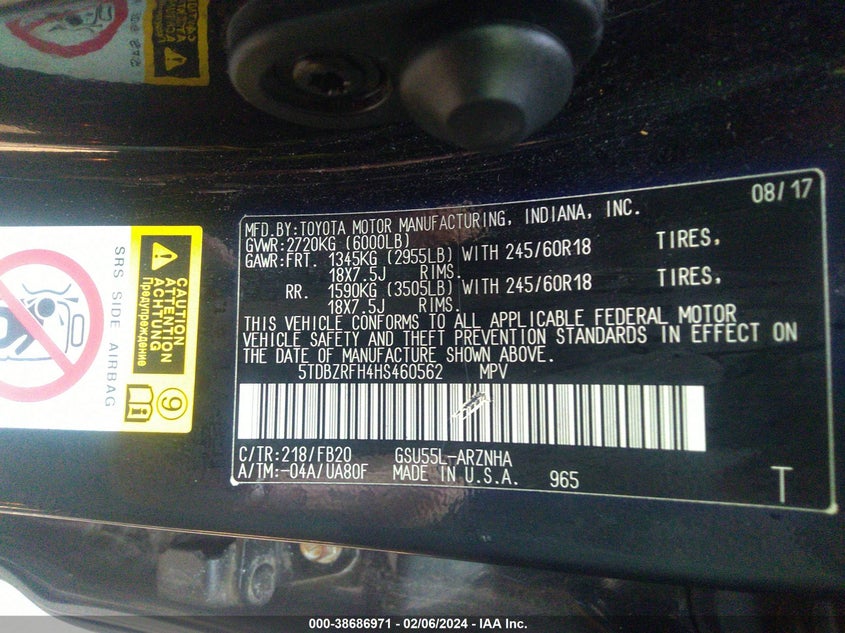 08/17
MFD.BY:TOYOTA MOTOR MANUFACTURING, INDIANA, INC.
GVWR:2720KG (6000LB)
GAWR:FRT. 1345KG (2955LB) WITH 245/60R18 TIRES,
18X7.5J RIMS.
RR. 1590KG (3505LB) WITH 245/60R18 TIRES,
18X7.5J RIMS.
THIS VEHICLE CONFORMS TO ALL APPLICABLE FEDERAL MOTOR
VEHICLE SAFETY AND THEFT PREVENTION STANDARDS IN EFFECT ON
THE DATE OF MANUFACTURE SHOWN ABOVE.
5TDBZRFH4HS460562 MPV
C/TR:218/FB20 GSU55L-ARZNHA
A/TM:-04A/UA80F MADE IN U.S.A. 965
T
SRS SIDE AIRBAG
CAUTION
ATTENTION
ACHTUNG
Предупреждение
9
000-38686971 - 02/06/2024 - IAA Inc.